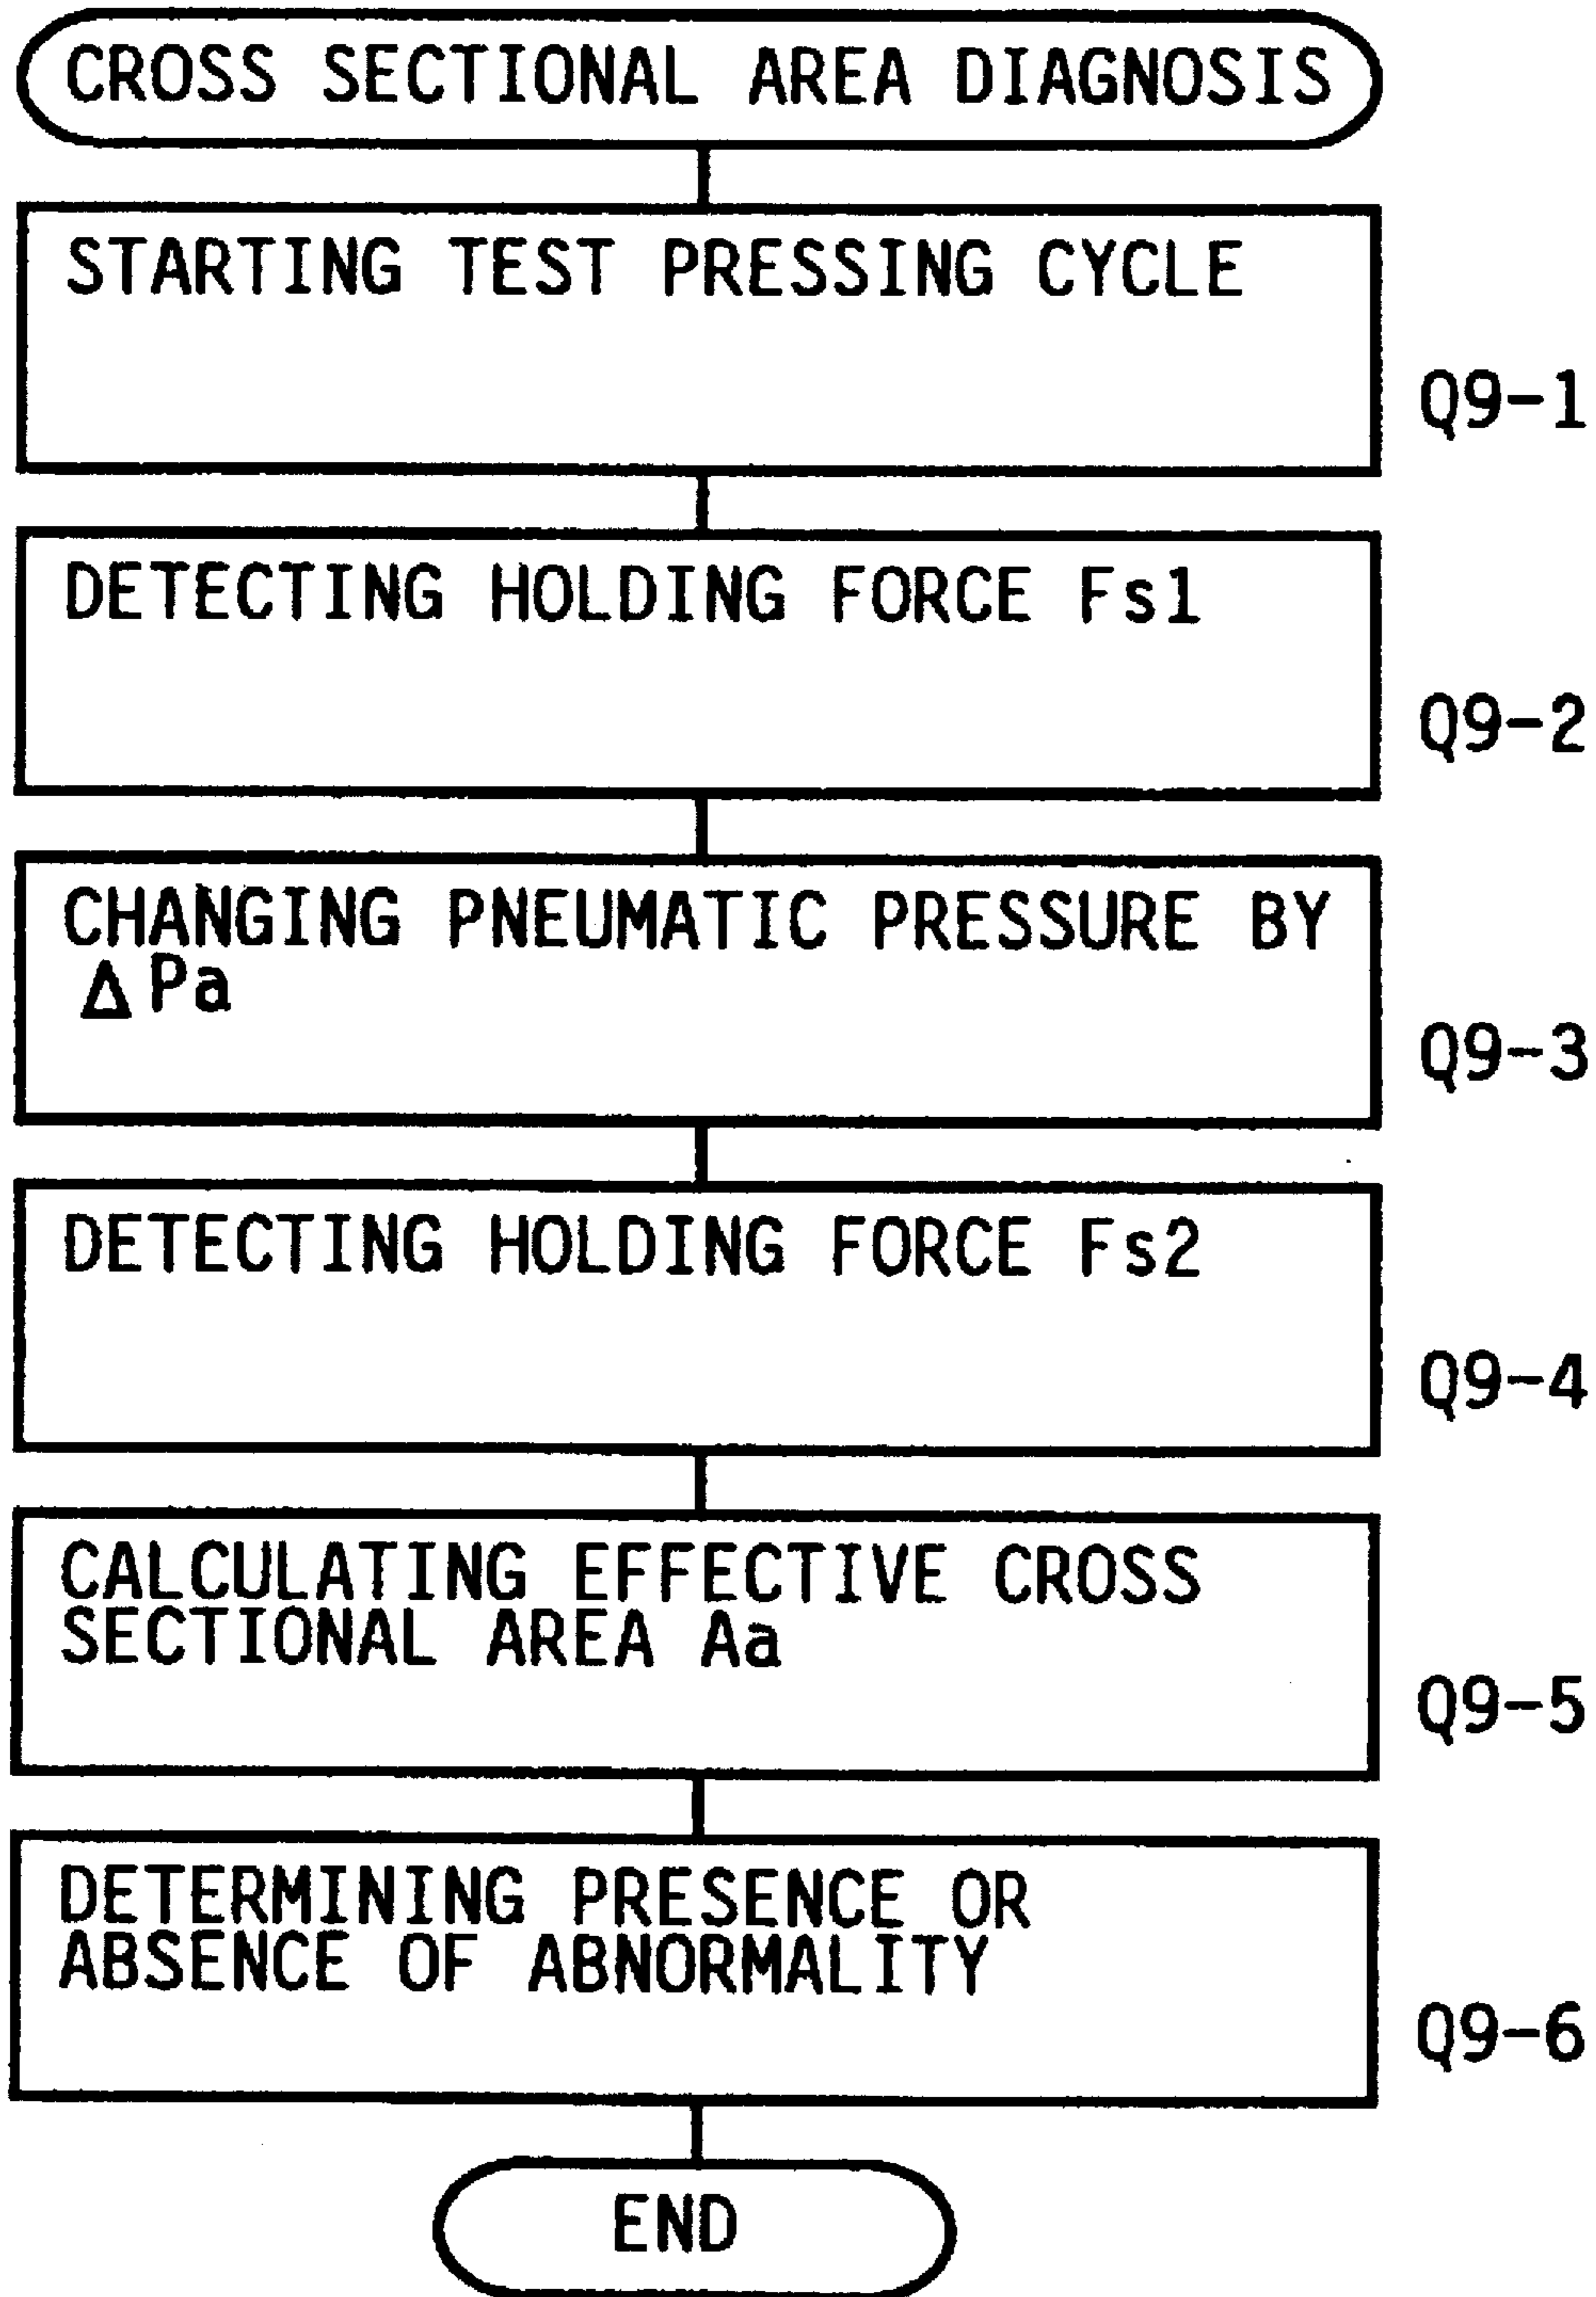 CROSS SECTIONAL AREA DIAGNOSIS
STARTING TEST PRESSING CYCLE
Q9-1
DETECTING HOLDING FORCE Fs1
Q9-2
CHANGING PNEUMATIC PRESSURE BY
ΔPa
Q9-3
DETECTING HOLDING FORCE Fs2
Q9-4
CALCULATING EFFECTIVE CROSS
SECTIONAL AREA Aa
Q9-5
DETERMINING PRESENCE OR
ABSENCE OF ABNORMALITY
Q9-6
END